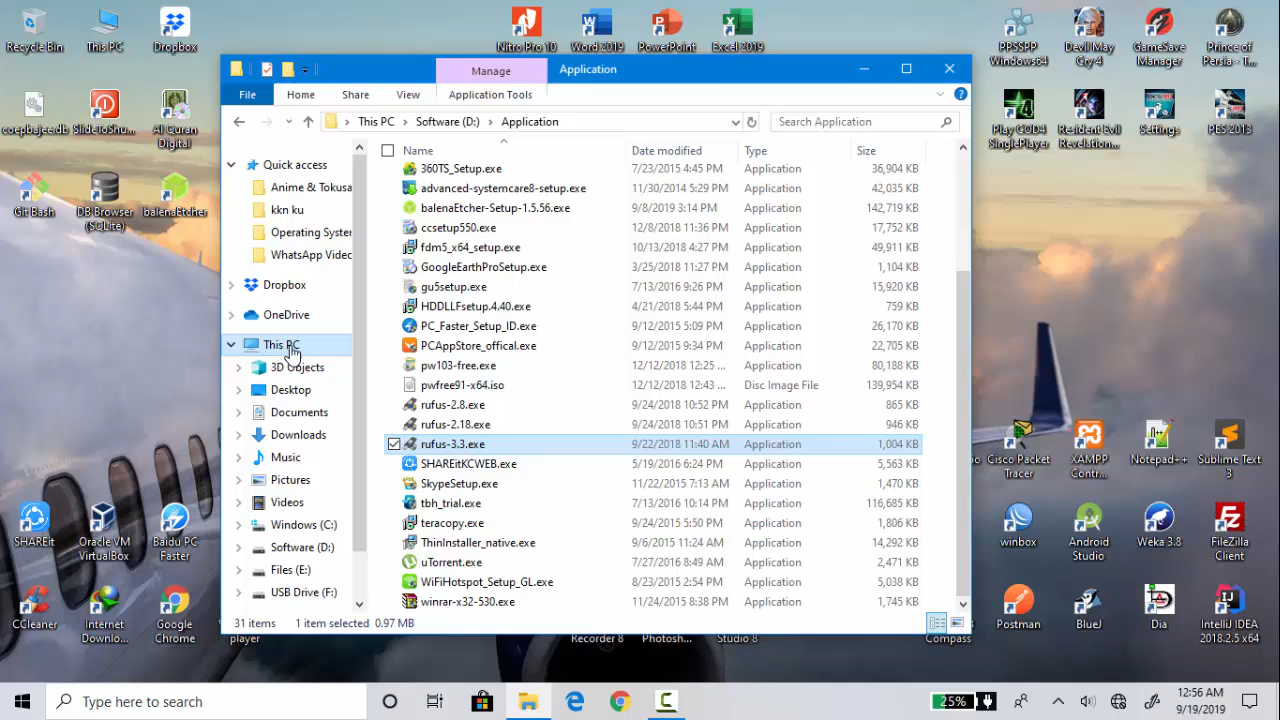 Recycle Bin
This PC
Dropbox
Nitro Pro 10
Word 2019
PowerPoint
Excel 2019
PPSSPP
Windows64
Devil May
Cry 4
GameSave
Manager
Prince of
Persia - T...
coepbajeedb
SlideToShu...
Al Quran
Digital
Play COD4
SinglePlayer
Resident Evil
Revelation...
Settings
PES 2013
Git Bash
DB Browser
(SQLite)
balenaEtcher
Manage
Application
File
Home
Share
View
Application Tools
This PC
Software (D:)
Application
Search Application
Quick access
Anime & Tokusa
kkn ku
Operating System
WhatsApp Video
Dropbox
OneDrive
This PC
3D Objects
Desktop
Documents
Downloads
Music
Pictures
Videos
Windows (C:)
Software (D:)
Files (E:)
USB Drive (F:)
Name Date modified Type Size
360TS_Setup.exe 7/23/2015 4:45 PM Application 36,904 KB
advanced-systemcare8-setup.exe 11/30/2014 5:29 PM Application 42,035 KB
balenaEtcher-Setup-1.5.56.exe 9/8/2019 3:14 PM Application 142,719 KB
ccsetup550.exe 12/8/2018 11:36 PM Application 17,752 KB
fdm5_x64_setup.exe 10/13/2018 4:27 PM Application 49,911 KB
GoogleEarthProSetup.exe 3/25/2018 11:27 PM Application 1,104 KB
gu5setup.exe 7/13/2016 9:26 PM Application 15,920 KB
HDDLLFsetup.4.40.exe 4/21/2018 5:44 PM Application 759 KB
PC_Faster_Setup_ID.exe 9/12/2015 5:09 PM Application 26,170 KB
PCAppStore_offical.exe 9/12/2015 9:34 PM Application 22,705 KB
pw103-free.exe 12/12/2018 12:25 ... Application 80,188 KB
pwfree91-x64.iso 12/12/2018 12:43 ... Disc Image File 139,954 KB
rufus-2.8.exe 9/24/2018 10:52 PM Application 865 KB
rufus-2.18.exe 9/24/2018 10:51 PM Application 946 KB
rufus-3.3.exe 9/22/2018 11:40 AM Application 1,004 KB
SHAREitKCWEB.exe 5/19/2016 6:24 PM Application 5,563 KB
SkypeSetup.exe 11/22/2015 7:13 AM Application 1,470 KB
tbh_trial.exe 7/13/2016 10:14 PM Application 116,685 KB
teracopy.exe 9/24/2015 5:50 PM Application 1,806 KB
ThinInstaller_native.exe 9/6/2015 11:24 AM Application 14,292 KB
uTorrent.exe 7/27/2016 8:49 AM Application 2,471 KB
WiFiHotspot_Setup_GL.exe 8/23/2015 2:54 PM Application 5,038 KB
winrar-x32-530.exe 11/24/2015 8:38 PM Application 1,745 KB
31 items 1 item selected 0.97 MB
Cisco Packet
Tracer
XAMPP
Contr...
Notepad++
Sublime Text
3
SHAREit
Oracle VM
VirtualBox
Baidu PC
Faster
winbox
Android
Studio
Weka 3.8
FileZilla
Client
CCleaner
Internet
Downlo...
Google
Chrome
player
Recorder 8
Photosh...
Studio 8
Compass
Postman
BlueJ
Dia
IntelliJ IDEA
2018.2.5 x64
Type here to search
25%
12:56 AM
9/19/2019